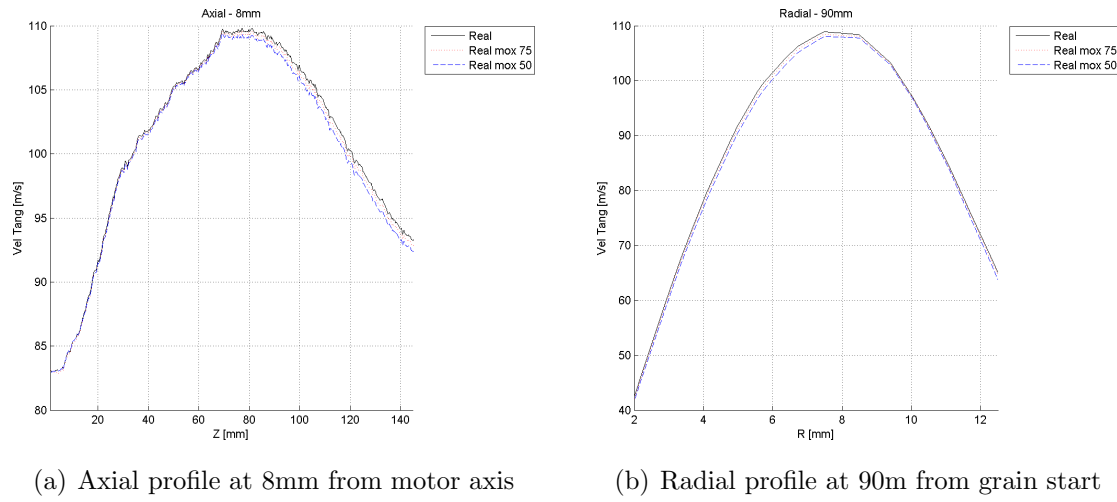 Axial - 8mm
110
105
100
95
90
85
80
20
40
60
80
100
120
140
Z [mm]
Vel Tang [m/s]
Real
Real mox 75
Real mox 50
(a) Axial profile at 8mm from motor axis
Radial - 90mm
110
100
90
80
70
60
50
40
2
4
6
8
10
12
R [mm]
Vel Tang [m/s]
Real
Real mox 75
Real mox 50
(b) Radial profile at 90m from grain start